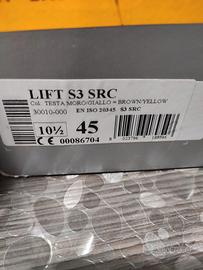 LIFT S3 SRC
Col. TESTA MORO/GIALLO = BROWN/YELLOW
30010-000 EN ISO 20345 S3 SRC
10½ 45
CE 00086704